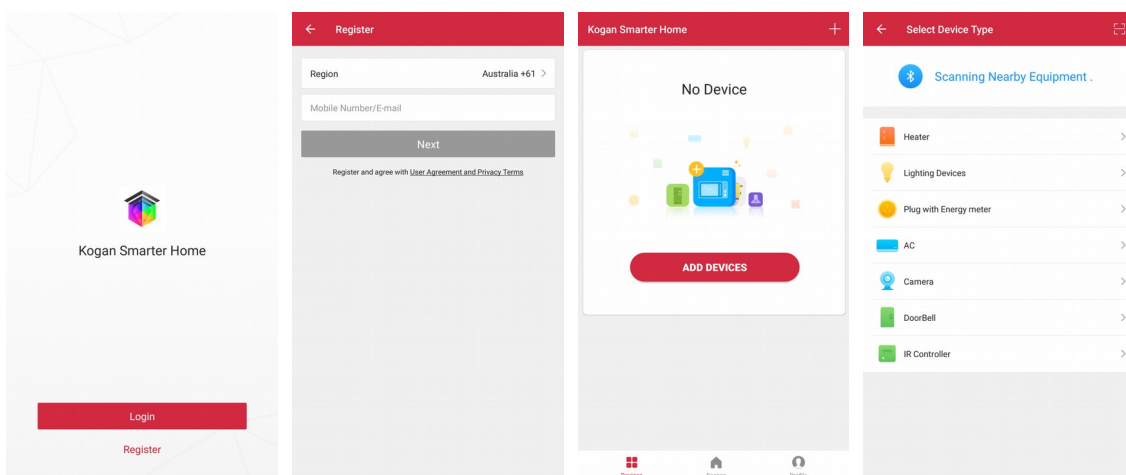 Kogan Smarter Home
Login
Register
Register
Region
Australia +61
Mobile Number/E-mail
Next
Register and agree with User Agreement and Privacy Terms
Kogan Smarter Home
No Device
ADD DEVICES
Select Device Type
Scanning Nearby Equipment .
Heater
Lighting Devices
Plug with Energy meter
AC
Camera
DoorBell
IR Controller